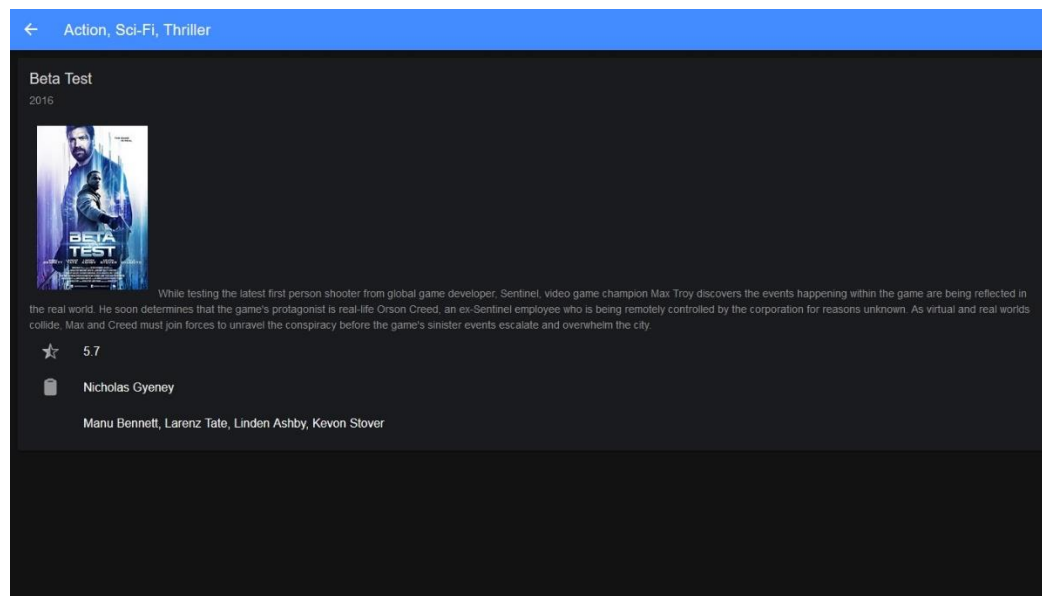 Action, Sci-Fi, Thriller
Beta Test
2016
BETA
TEST
While testing the latest first person shooter from global game developer, Sentinel, video game champion Max Troy discovers the events happening within the game are being reflected in
the real world. He soon determines that the game's protagonist is real-life Orson Creed, an ex-Sentinel employee who is being remotely controlled by the corporation for reasons unknown. As virtual and real worlds
collide, Max and Creed must join forces to unravel the conspiracy before the game's sinister events escalate and overwhelm the city.
5.7
Nicholas Gyeney
Manu Bennett, Larenz Tate, Linden Ashby, Kevon Stover